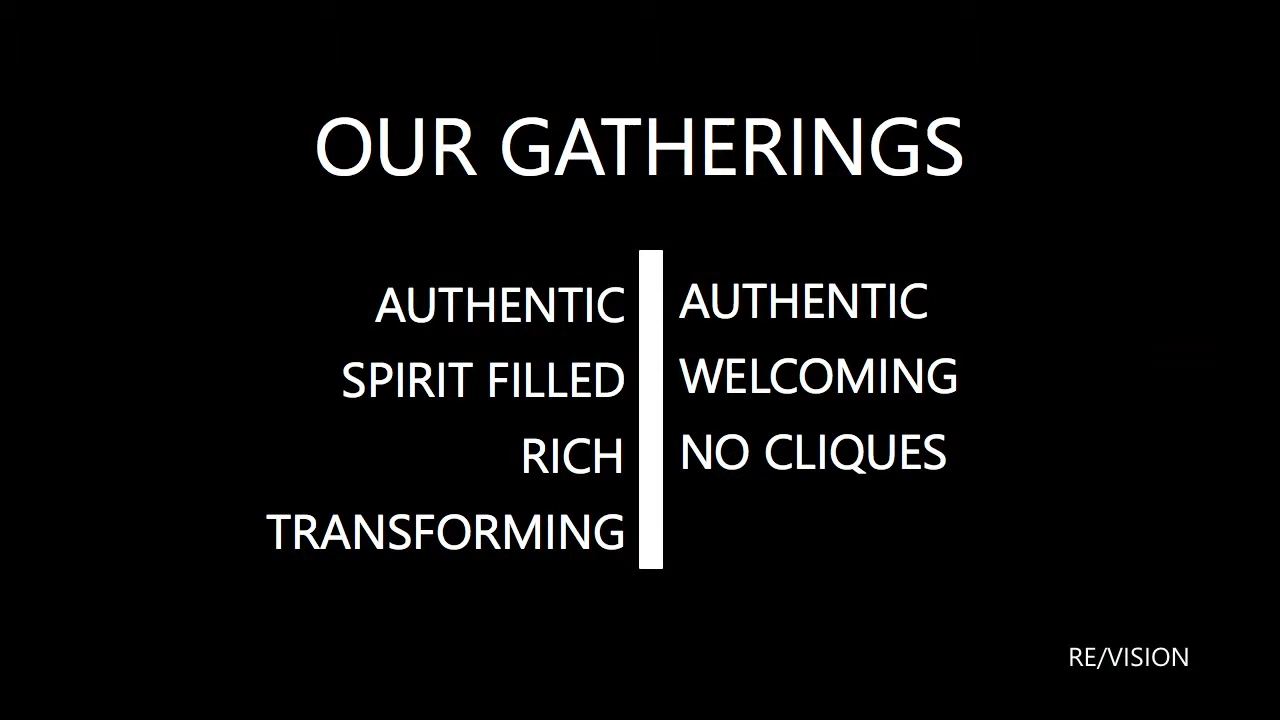 OUR GATHERINGS
AUTHENTIC
SPIRIT FILLED
RICH
TRANSFORMING
AUTHENTIC
WELCOMING
NO CLIQUES
RE/VISION